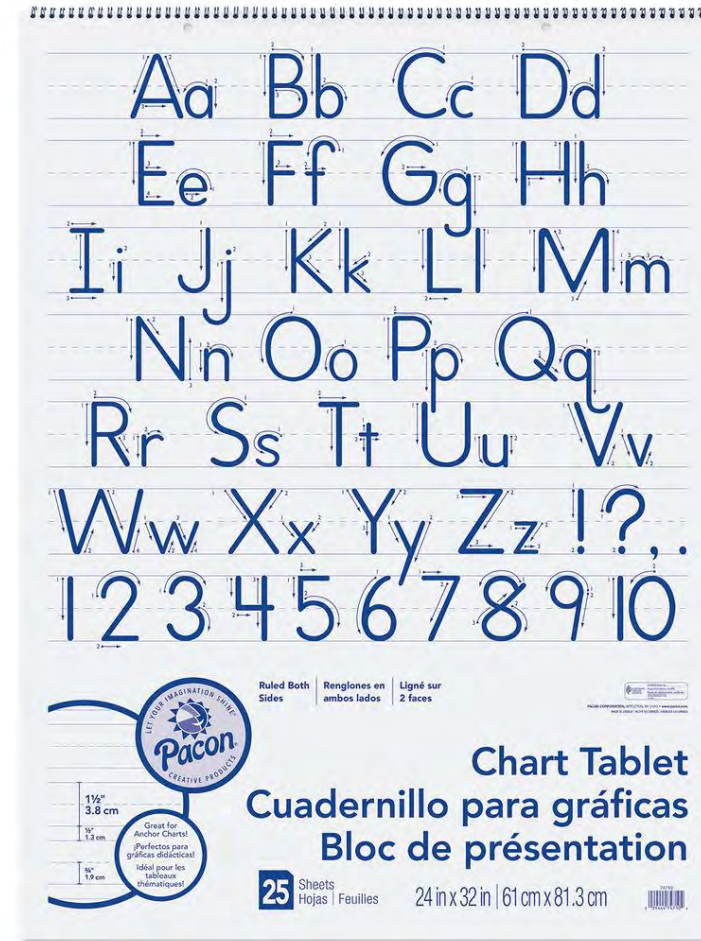 Aa Bb Cc Dd
Ee Ff Gg Hh
Ii Jj Kk Ll Mm
Nn Oo Pp Qq
Rr Ss Tt Uu Vv
Ww Xx Yy Zz !?,.
1 2 3 4 5 6 7 8 9 10
LET YOUR IMAGINATION SHINE®
Pacon®
CREATIVE PRODUCTS
Ruled Both
Sides
Renglones en
ambos lados
Ligné sur
2 faces
1½"
3.8 cm
½"
1.3 cm
¾"
1.9 cm
Great for
Anchor Charts!
¡Perfectos para
gráficas didácticas!
Idéal pour les
tableaux
thématiques!
Chart Tablet
Cuadernillo para gráficas
Bloc de présentation
25 Sheets
Hojas | Feuilles
24 in x 32 in | 61 cm x 81.3 cm